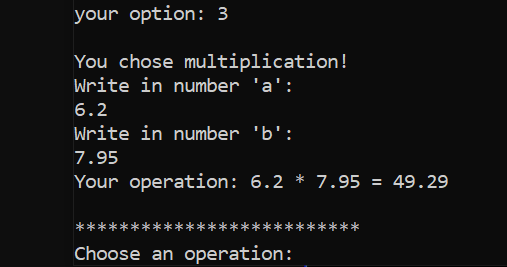 your option: 3
You chose multiplication!
Write in number 'a':
6.2
Write in number 'b':
7.95
Your operation: 6.2 * 7.95 = 49.29
**************************
Choose an operation: